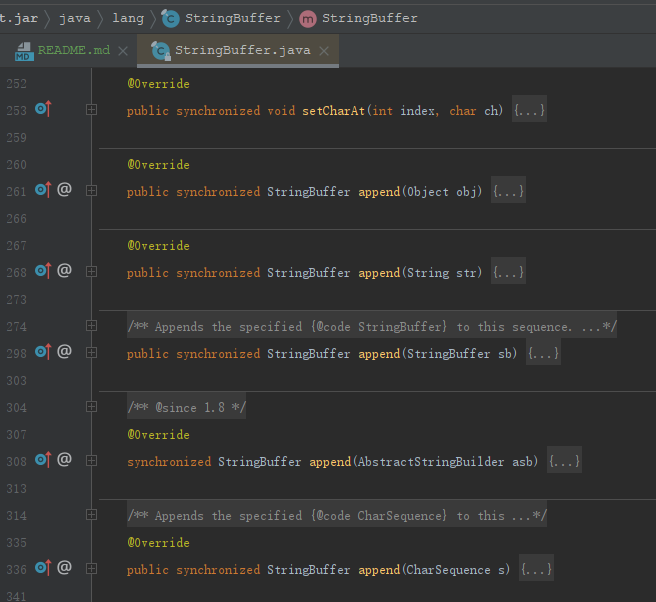 t.jar java lang StringBuffer StringBuffer
README.md StringBuffer.java
252 @Override
253 public synchronized void setCharAt(int index, char ch) {...}
259
260 @Override
261 @ public synchronized StringBuffer append(Object obj) {...}
266
267 @Override
268 @ public synchronized StringBuffer append(String str) {...}
273
274 /** Appends the specified {@code StringBuffer} to this sequence. ...*/
298 @ public synchronized StringBuffer append(StringBuffer sb) {...}
303
304 /** @since 1.8 */
307 @Override
308 @ synchronized StringBuffer append(AbstractStringBuilder asb) {...}
313
314 /** Appends the specified {@code CharSequence} to this ...*/
335 @Override
336 @ public synchronized StringBuffer append(CharSequence s) {...}
341